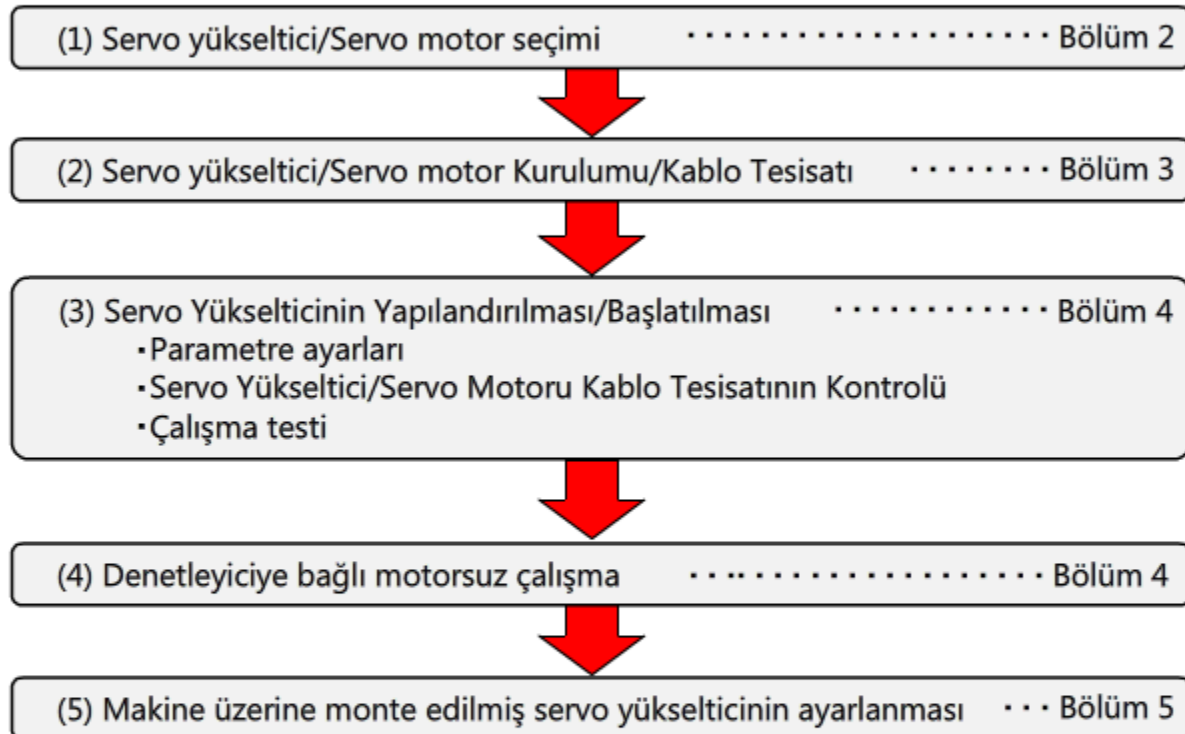 (1) Servo yükseltici/Servo motor seçimi ···················· Bölüm 2
(2) Servo yükseltici/Servo motor Kurulumu/Kablo Tesisatı ········ Bölüm 3
(3) Servo Yükselticinin Yapılandırılması/Başlatılması ············ Bölüm 4
･Parametre ayarları
･Servo Yükseltici/Servo Motoru Kablo Tesisatının Kontrolü
･Çalışma testi
(4) Denetleyiciye bağlı motorsuz çalışma ···················· Bölüm 4
(5) Makine üzerine monte edilmiş servo yükselticinin ayarlanması ··· Bölüm 5